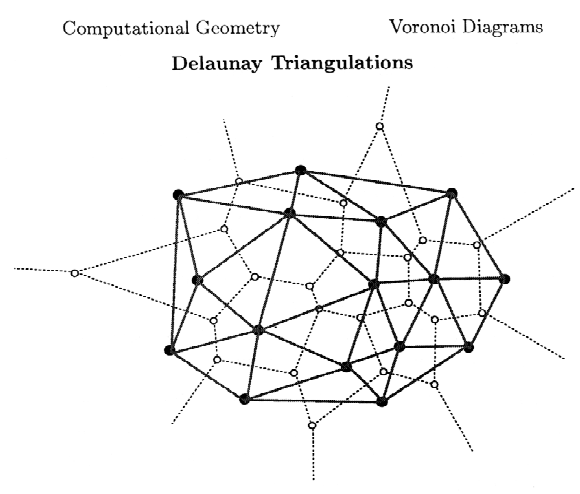 Computational Geometry Voronoi Diagrams
Delaunay Triangulations